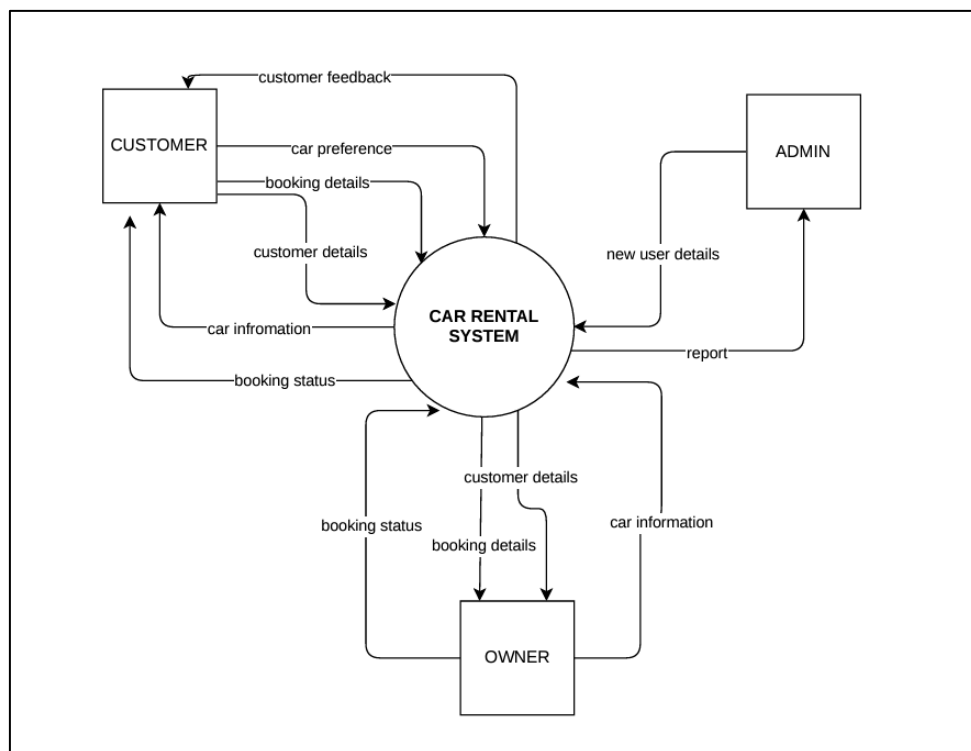 customer feedback
CUSTOMER
car preference
ADMIN
booking details
customer details
new user details
CAR RENTAL
SYSTEM
car infromation
report
booking status
customer details
booking status
car information
booking details
OWNER